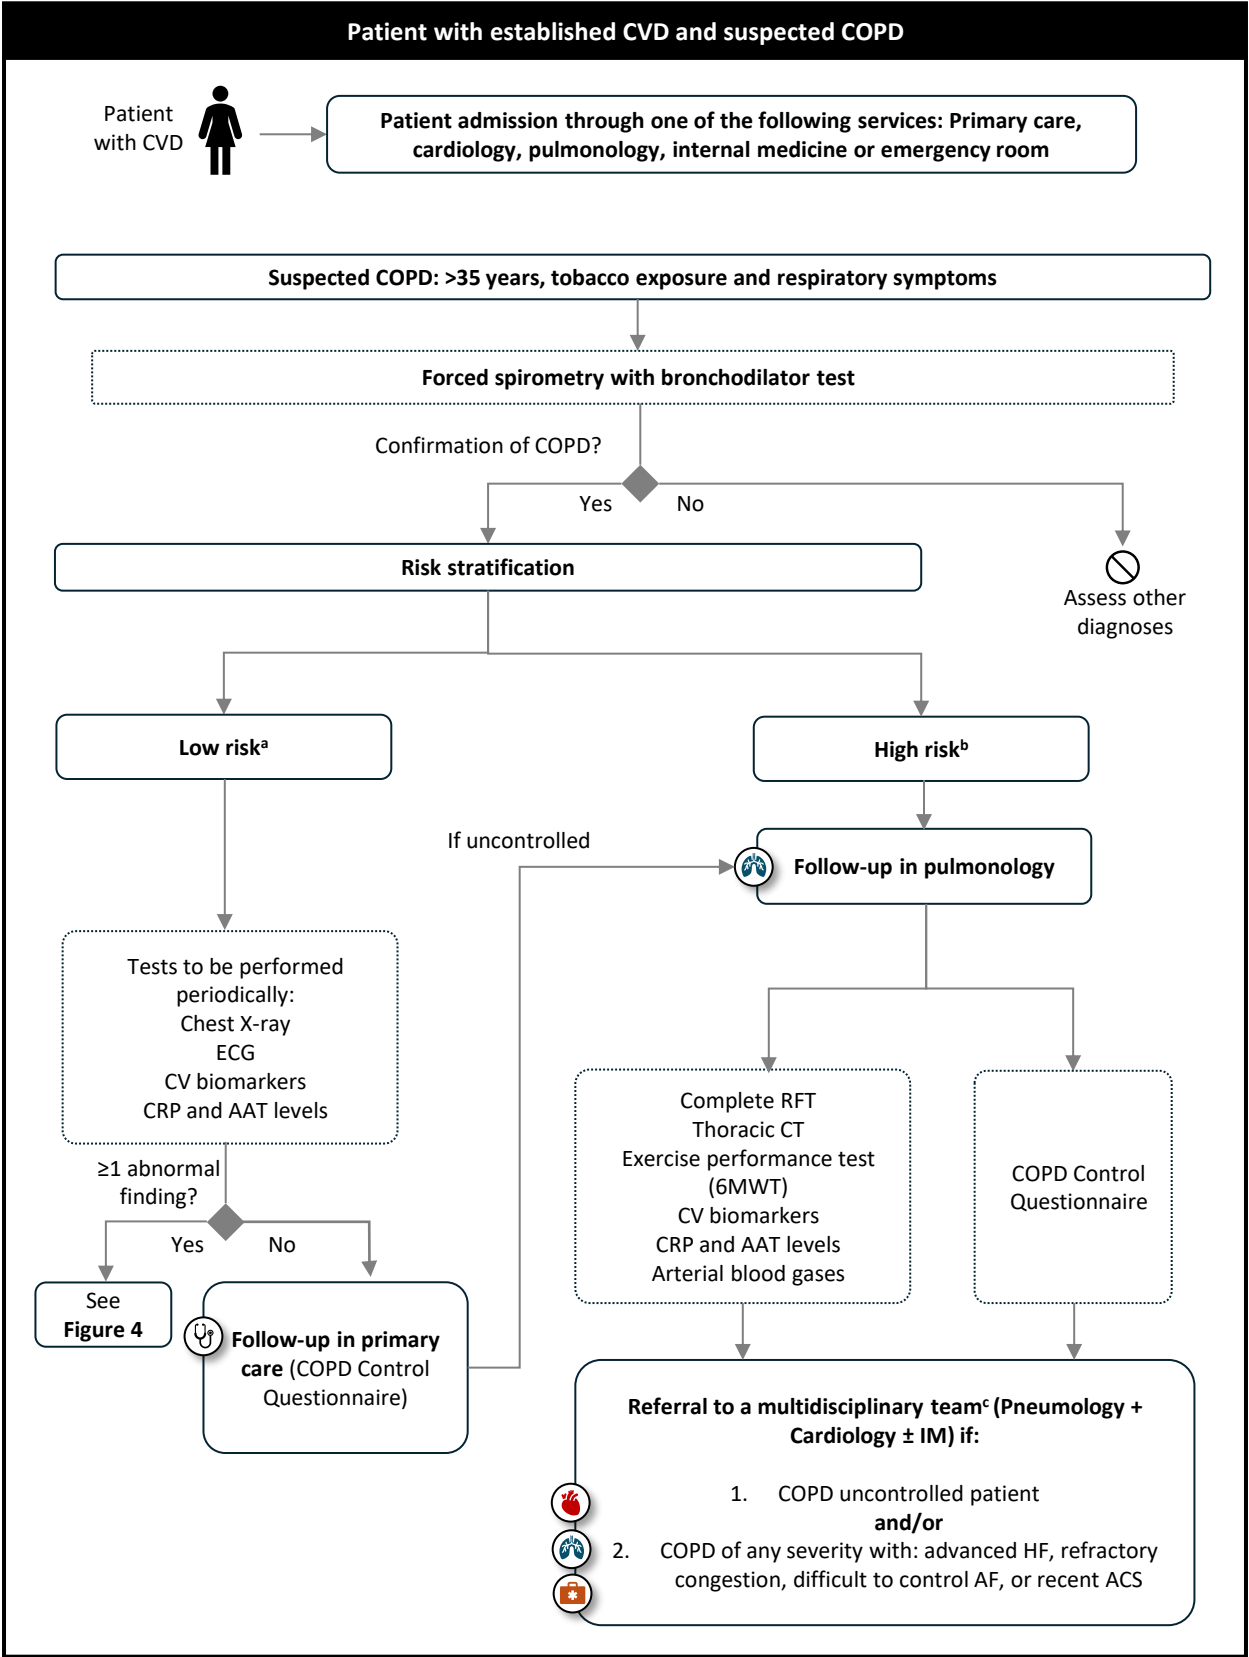 Patient with established CVD and suspected COPD
Patient
with CVD
Patient admission through one of the following services: Primary care,
cardiology, pulmonology, internal medicine or emergency room
Suspected COPD: >35 years, tobacco exposure and respiratory symptoms
Forced spirometry with bronchodilator test
Confirmation of COPD?
Yes
No
Risk stratification
Assess other
diagnoses
Low riskᵃ
High riskᵇ
If uncontrolled
Follow-up in pulmonology
Tests to be performed
periodically:
Chest X-ray
ECG
CV biomarkers
CRP and AAT levels
≥1 abnormal
finding?
Yes
No
See
Figure 4
Follow-up in primary
care (COPD Control
Questionnaire)
Complete RFT
Thoracic CT
Exercise performance test
(6MWT)
CV biomarkers
CRP and AAT levels
Arterial blood gases
COPD Control
Questionnaire
Referral to a multidisciplinary teamᶜ (Pneumology +
Cardiology ± IM) if:
1. COPD uncontrolled patient
and/or
2. COPD of any severity with: advanced HF, refractory
congestion, difficult to control AF, or recent ACS